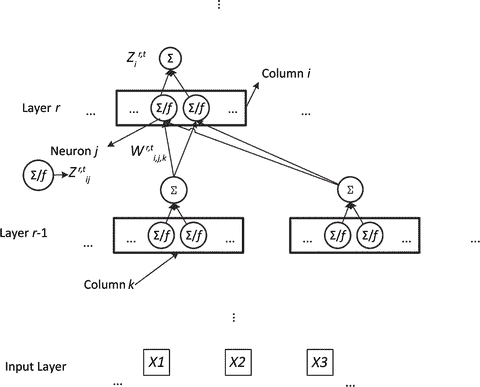 ⋮
Z_i^{r,t} Σ
Column i
Layer r ... ... Σ/f Σ/f ... ...
Neuron j W^{r,t}_{i,j,k}
Σ/f Z^{r,t}_{ij} Σ Σ
Layer r-1 ... ... Σ/f Σ/f ... ... Σ/f Σ/f ... ...
Column k
⋮
Input Layer X1 X2 X3
... ...